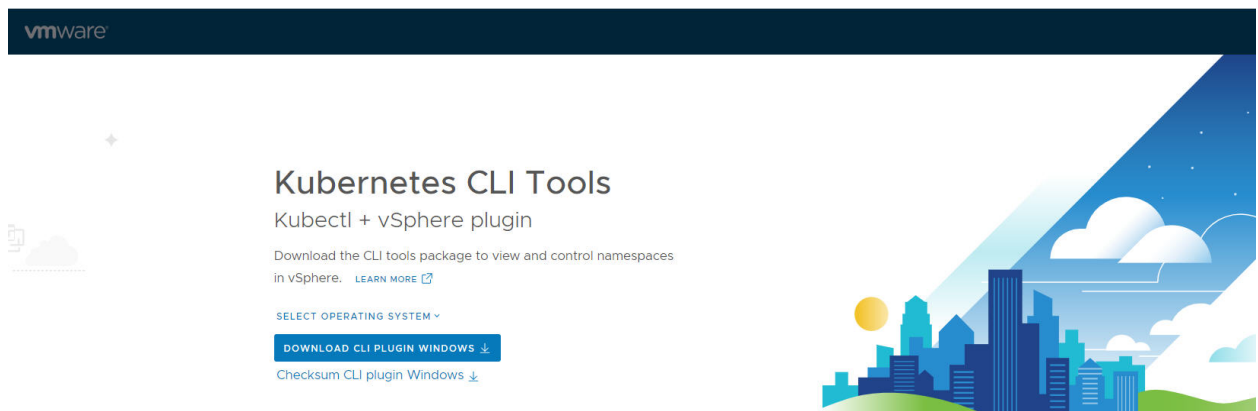 vmware®
Kubernetes CLI Tools
Kubectl + vSphere plugin
Download the CLI tools package to view and control namespaces
in vSphere. LEARN MORE
SELECT OPERATING SYSTEM
DOWNLOAD CLI PLUGIN WINDOWS
Checksum CLI plugin Windows